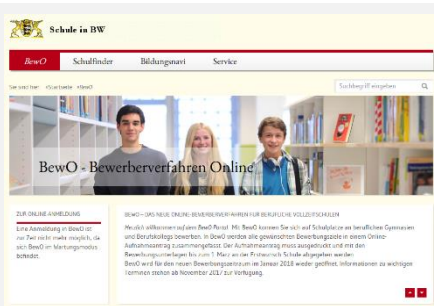 Schule in BW
BewO
Schulfinder
Bildungsnavi
Service
Sie sind hier: »Startseite »BewO
Suchbegriff eingeben
BewO - Bewerberverfahren Online
ZUR ONLINE ANMELDUNG
Eine Anmeldung in BewO ist
zur Zeit nicht mehr möglich, da
sich BewO im Wartungsmodus
befindet.
BEWO – DAS NEUE ONLINE-BEWERBERVERFAHREN FÜR BERUFLICHE VOLLZEITSCHULEN
Herzlich willkommen auf dem BewO Portal. Mit BewO können Sie sich auf Schulplätze an beruflichen Gymnasien
und Berufskollegs bewerben. In BewO werden alle gewünschten Bewerbungsziele in einem Online-
Aufnahmeantrag zusammengefasst. Der Aufnahmeantrag muss ausgedruckt und mit den
Bewerbungsunterlagen bis zum 1. März an der Erstwunsch Schule abgegeben werden.
BewO wird für den neuen Bewerbungszeitraum im Januar 2018 wieder geöffnet. Informationen zu wichtigen
Terminen stehen ab November 2017 zur Verfügung.